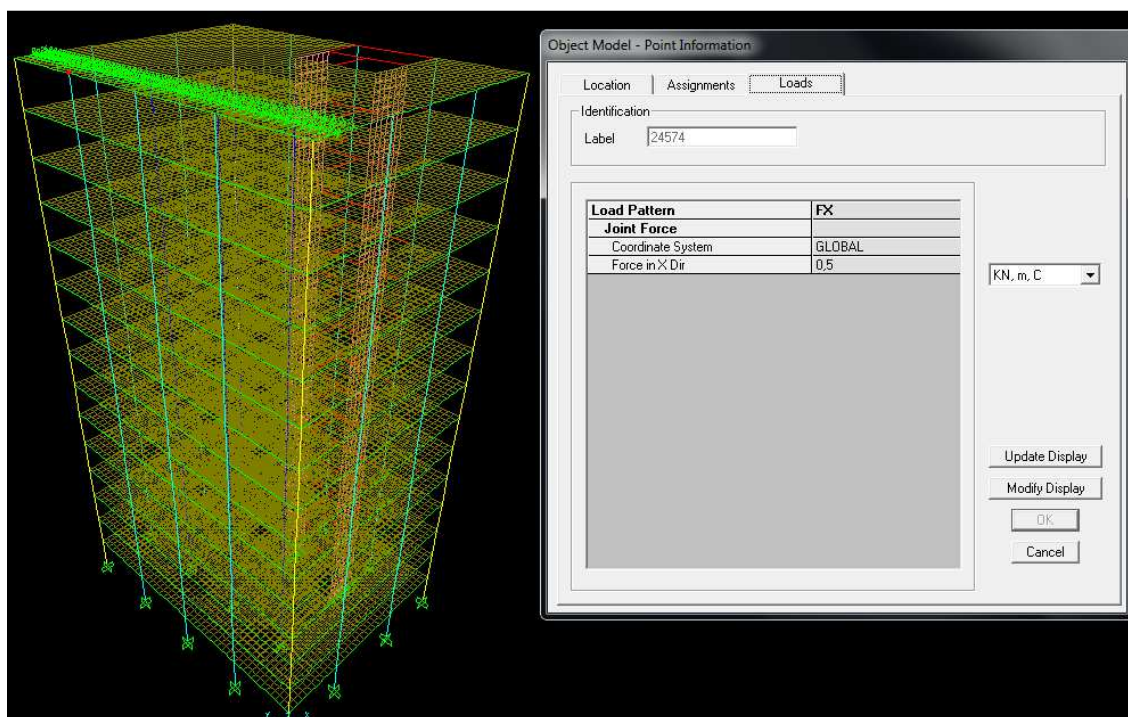 Object Model - Point Information
Location Assignments Loads
Identification
Label 24574
Load Pattern FX
Joint Force
Coordinate System GLOBAL
Force in X Dir 0,5
KN, m, C
Update Display
Modify Display
OK
Cancel